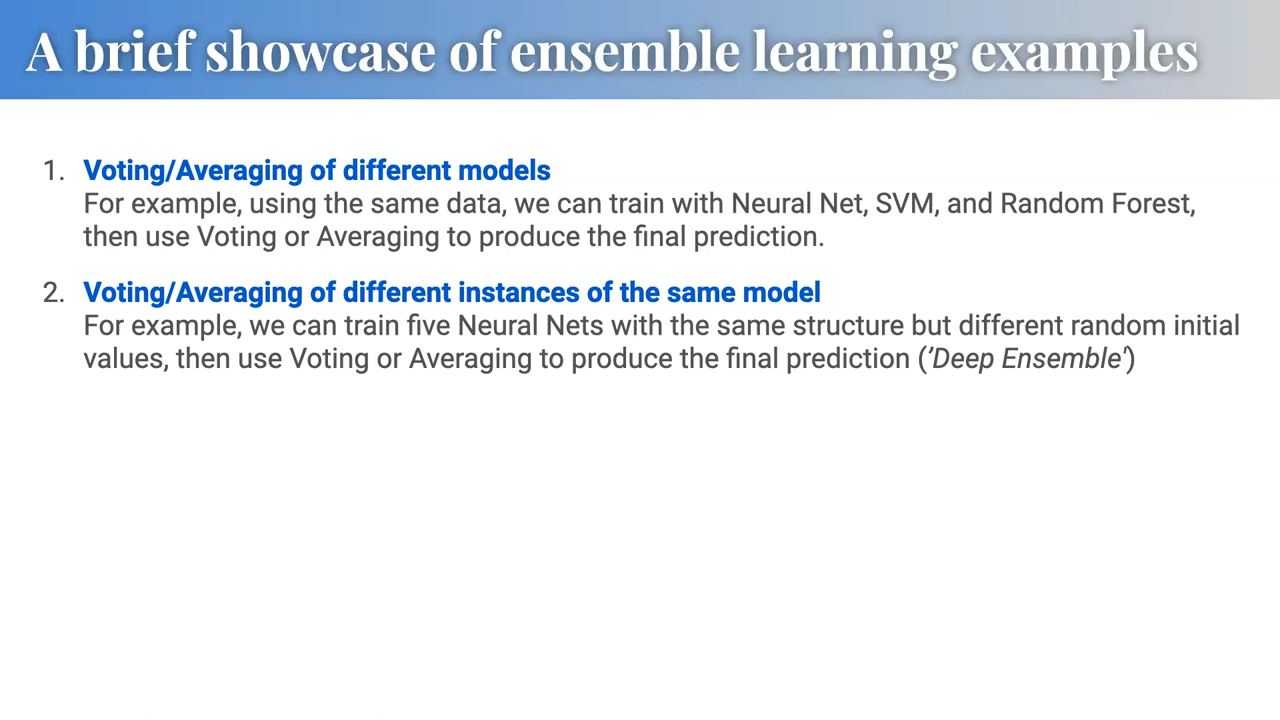 A brief showcase of ensemble learning examples
1. Voting/Averaging of different models
For example, using the same data, we can train with Neural Net, SVM, and Random Forest,
then use Voting or Averaging to produce the final prediction.
2. Voting/Averaging of different instances of the same model
For example, we can train five Neural Nets with the same structure but different random initial
values, then use Voting or Averaging to produce the final prediction ('Deep Ensemble')